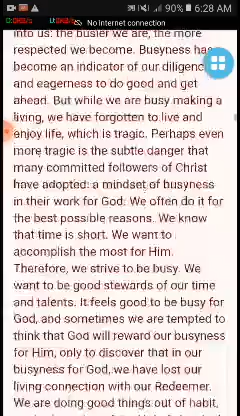 90% 6:28 AM
No Internet connection
into us: the busier we are, the more
respected we become. Busyness has
become an indicator of our diligence
and eagerness to do good and get
ahead. But while we are busy making a
living, we have forgotten to live and
enjoy life, which is tragic. Perhaps even
more tragic is the subtle danger that
many committed followers of Christ
have adopted: a mindset of busyness
in their work for God. We often do it for
the best possible reasons. We know
that time is short. We want to
accomplish the most for Him.
Therefore, we strive to be busy. We
want to be good stewards of our time
and talents. It feels good to be busy for
God, and sometimes we are tempted to
think that God will reward our busyness
for Him, only to discover that in our
busyness for God, we have lost our
living connection with our Redeemer.
We are doing good things out of habit,